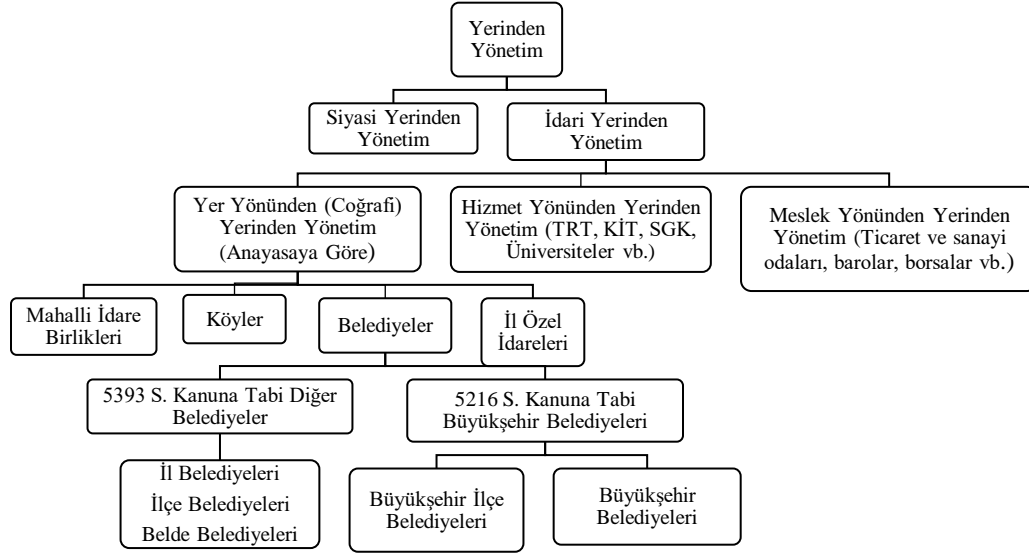 Yerinden
Yönetim
Siyasi Yerinden
Yönetim
İdari Yerinden
Yönetim
Yer Yönünden (Coğrafi)
Yerinden Yönetim
(Anayasaya Göre)
Hizmet Yönünden Yerinden
Yönetim (TRT, KİT, SGK,
Üniversiteler vb.)
Meslek Yönünden Yerinden
Yönetim (Ticaret ve sanayi
odaları, barolar, borsalar vb.)
Mahalli İdare
Birlikleri
Köyler
Belediyeler
İl Özel
İdareleri
5393 S. Kanuna Tabi Diğer
Belediyeler
5216 S. Kanuna Tabi
Büyükşehir Belediyeleri
İl Belediyeleri
İlçe Belediyeleri
Belde Belediyeleri
Büyükşehir İlçe
Belediyeleri
Büyükşehir
Belediyeleri